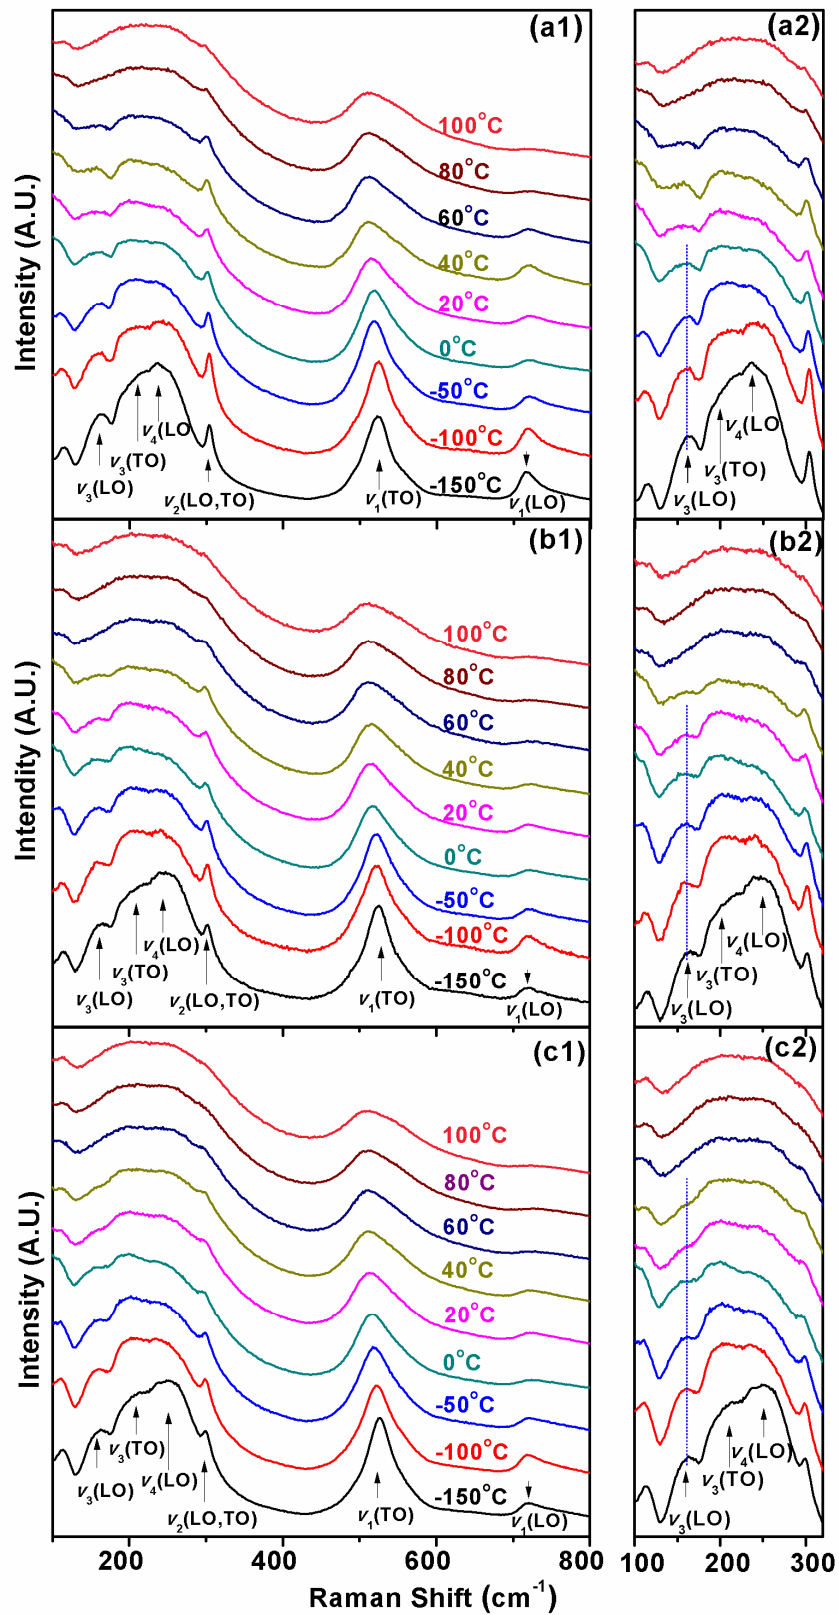 (a1)
(a2)
100°C
80°C
60°C
40°C
20°C
0°C
-50°C
-100°C
-150°C
ν4(LO
ν3(TO)
ν3(LO)
ν2(LO,TO)
ν1(TO)
ν1(LO)
ν4(LO
ν3(TO)
ν3(LO)
Intensity (A.U.)
(b1)
(b2)
100°C
80°C
60°C
40°C
20°C
0°C
-50°C
-100°C
-150°C
ν4(LO)
ν3(TO)
ν3(LO)
ν2(LO,TO)
ν1(TO)
ν1(LO)
ν4(LO)
ν3(TO)
ν3(LO)
Intendity (A.U.)
(c1)
(c2)
100°C
80°C
60°C
40°C
20°C
0°C
-50°C
-100°C
-150°C
ν3(TO)
ν3(LO)
ν4(LO)
ν2(LO,TO)
ν1(TO)
ν1(LO)
ν4(LO)
ν3(TO)
ν3(LO)
Intensity (A.U.)
200 400 600 800
100 200 300
Raman Shift (cm-1)